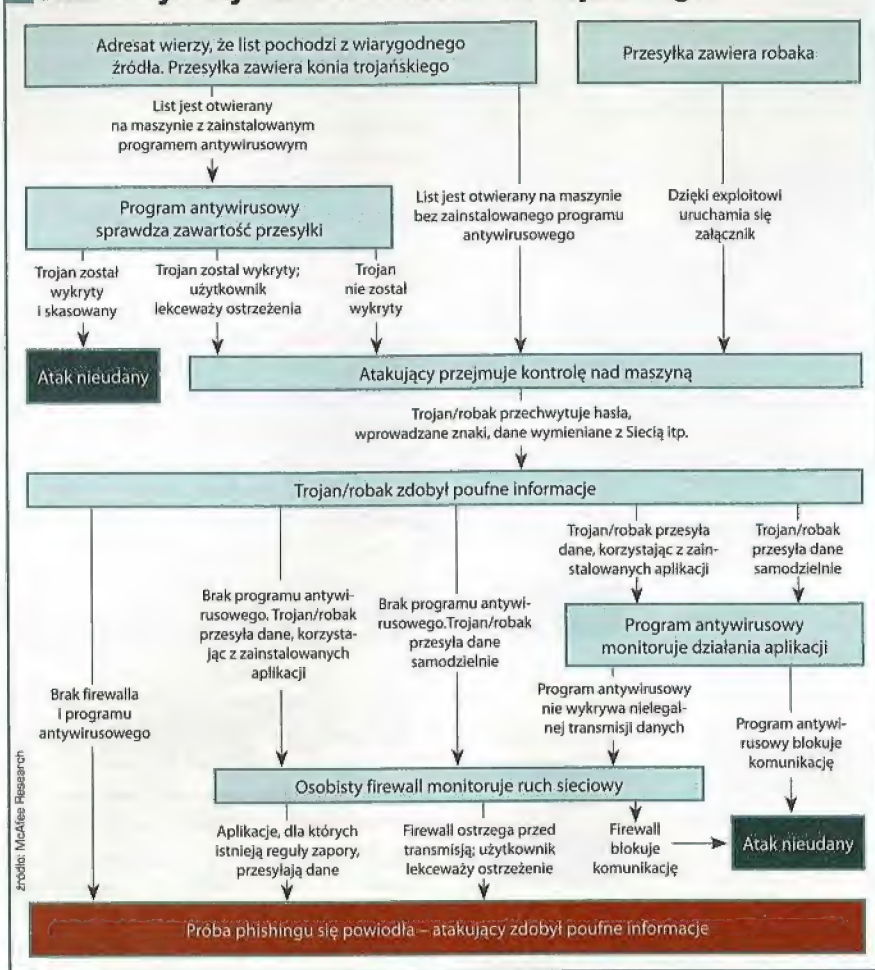 Adresat wierzy, że list pochodzi z wiarygodnego
źródła. Przesyłka zawiera konia trojańskiego
Przesyłka zawiera robaka
List jest otwierany
na maszynie z zainstalowanym
programem antywirusowym
Program antywirusowy
sprawdza zawartość przesyłki
List jest otwierany na maszynie
bez zainstalowanego programu
antywirusowego
Dzięki exploitowi
uruchamia się
załącznik
Trojan został
wykryty
i skasowany
Trojan został wykryty;
użytkownik
lekceważy ostrzeżenia
Trojan
nie został
wykryty
Atak nieudany
Atakujący przejmuje kontrolę nad maszyną
Trojan/robak przechwytuje hasła,
wprowadzane znaki, dane wymieniane z Siecią itp.
Trojan/robak zdobył poufne informacje
Brak firewalla
i programu
antywirusowego
Brak programu antywi-
rusowego. Trojan/robak
przesyła dane, korzysta-
jąc z zainstalowanych
aplikacji
Brak programu antywi-
rusowego.Trojan/robak
przesyła dane
samodzielnie
Trojan/robak przesyła
dane, korzystając z zain-
stalowanych aplikacji
Trojan/robak
przesyła dane
samodzielnie
Program antywirusowy
monitoruje działania aplikacji
Program antywirusowy
nie wykrywa nielegal-
nej transmisji danych
Program antywi-
rusowy blokuje
komunikację
Osobisty firewall monitoruje ruch sieciowy
Aplikacje, dla których
istnieją reguły zapory,
przesyłają dane
Firewall ostrzega przed
transmisją; użytkownik
lekceważy ostrzeżenie
Firewall
blokuje
komunikację
Atak nieudany
Próba phishingu się powiodła – atakujący zdobył poufne informacje
źródło: McAfee Research